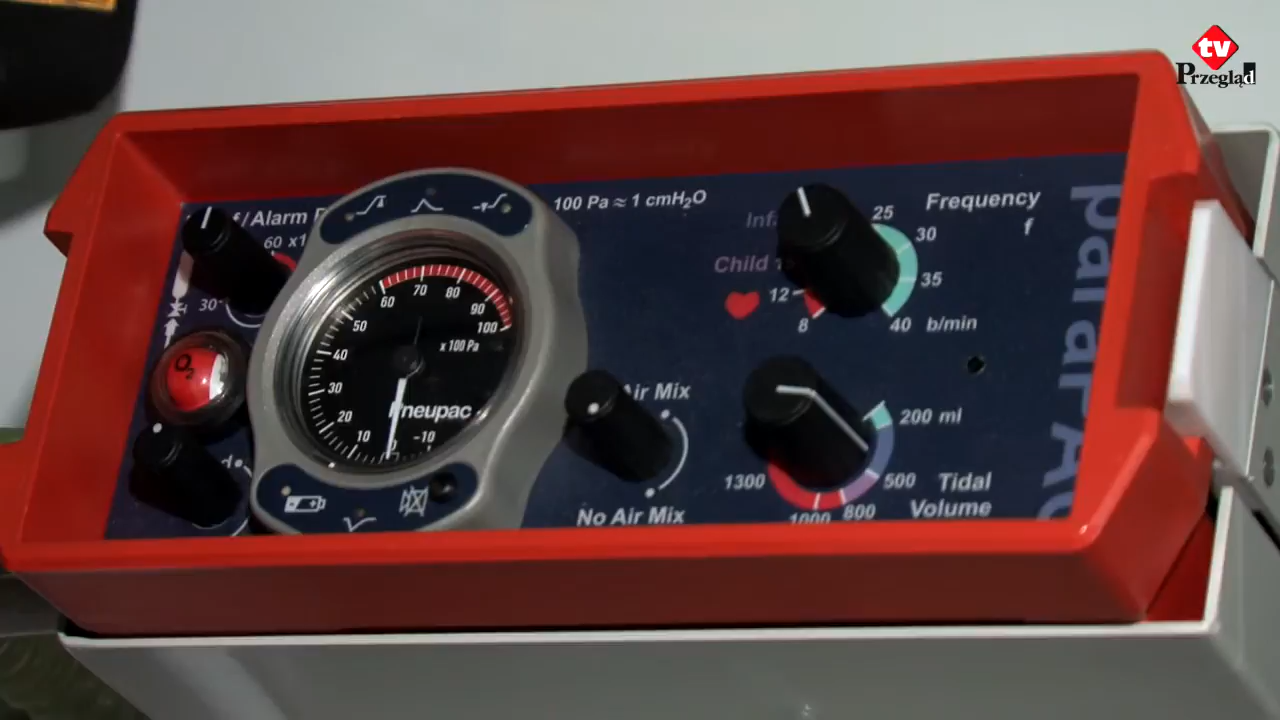 tv
Przegląd
f/Alarm
60 x1
30
O2
100 Pa ≈ 1 cmH2O
60
70
80
90
100
50
40
30
20
10
0
-10
x 100 Pa
Pneupac
Child
12
8
25
30
35
40 b/min
Frequency
f
Air Mix
No Air Mix
200 ml
500
800
1000
1300
Tidal
Volume